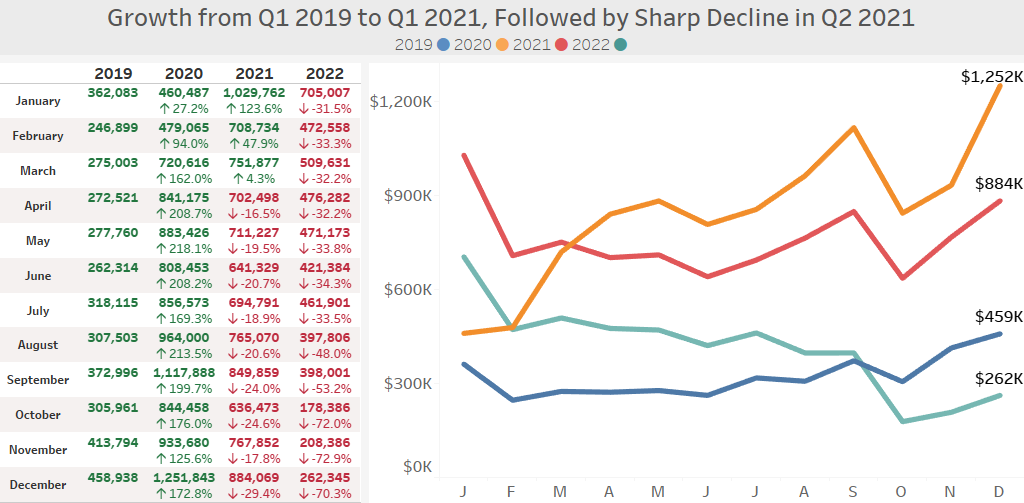 Growth from Q1 2019 to Q1 2021, Followed by Sharp Decline in Q2 2021
2019 2020 2021 2022
2019 2020 2021 2022
January 362,083 460,487 1,029,762 705,007
↑ 27.2% ↑ 123.6% ↓ -31.5%
February 246,899 479,065 708,734 472,558
↑ 94.0% ↑ 47.9% ↓ -33.3%
March 275,003 720,616 751,877 509,631
↑ 162.0% ↑ 4.3% ↓ -32.2%
April 272,521 841,175 702,498 476,282
↑ 208.7% ↓ -16.5% ↓ -32.2%
May 277,760 883,426 711,227 471,173
↑ 218.1% ↓ -19.5% ↓ -33.8%
June 262,314 808,453 641,329 421,384
↑ 208.2% ↓ -20.7% ↓ -34.3%
July 318,115 856,573 694,791 461,901
↑ 169.3% ↓ -18.9% ↓ -33.5%
August 307,503 964,000 765,070 397,806
↑ 213.5% ↓ -20.6% ↓ -48.0%
September 372,996 1,117,888 849,859 398,001
↑ 199.7% ↓ -24.0% ↓ -53.2%
October 305,961 844,458 636,473 178,386
↑ 176.0% ↓ -24.6% ↓ -72.0%
November 413,794 933,680 767,852 208,386
↑ 125.6% ↓ -17.8% ↓ -72.9%
December 458,938 1,251,843 884,069 262,345
↑ 172.8% ↓ -29.4% ↓ -70.3%
$1,200K
$900K
$600K
$300K
$0K
$1,252K
$884K
$459K
$262K
J F M A M J J A S O N D